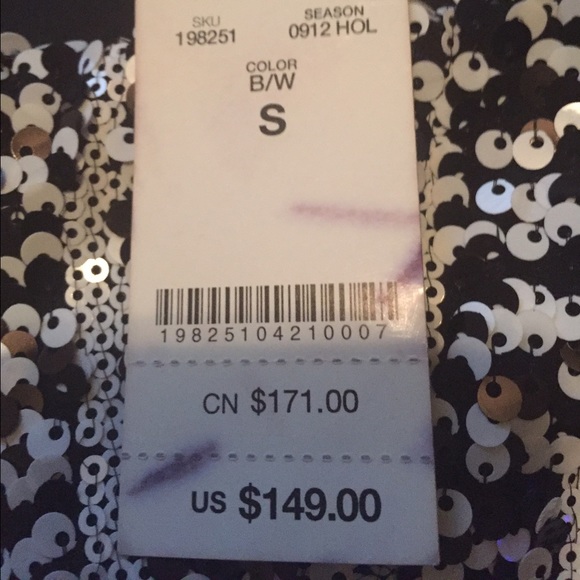 SKU SEASON
198251 0912 HOL
COLOR
B/W
S
19825104210007
CN $171.00
US $149.00